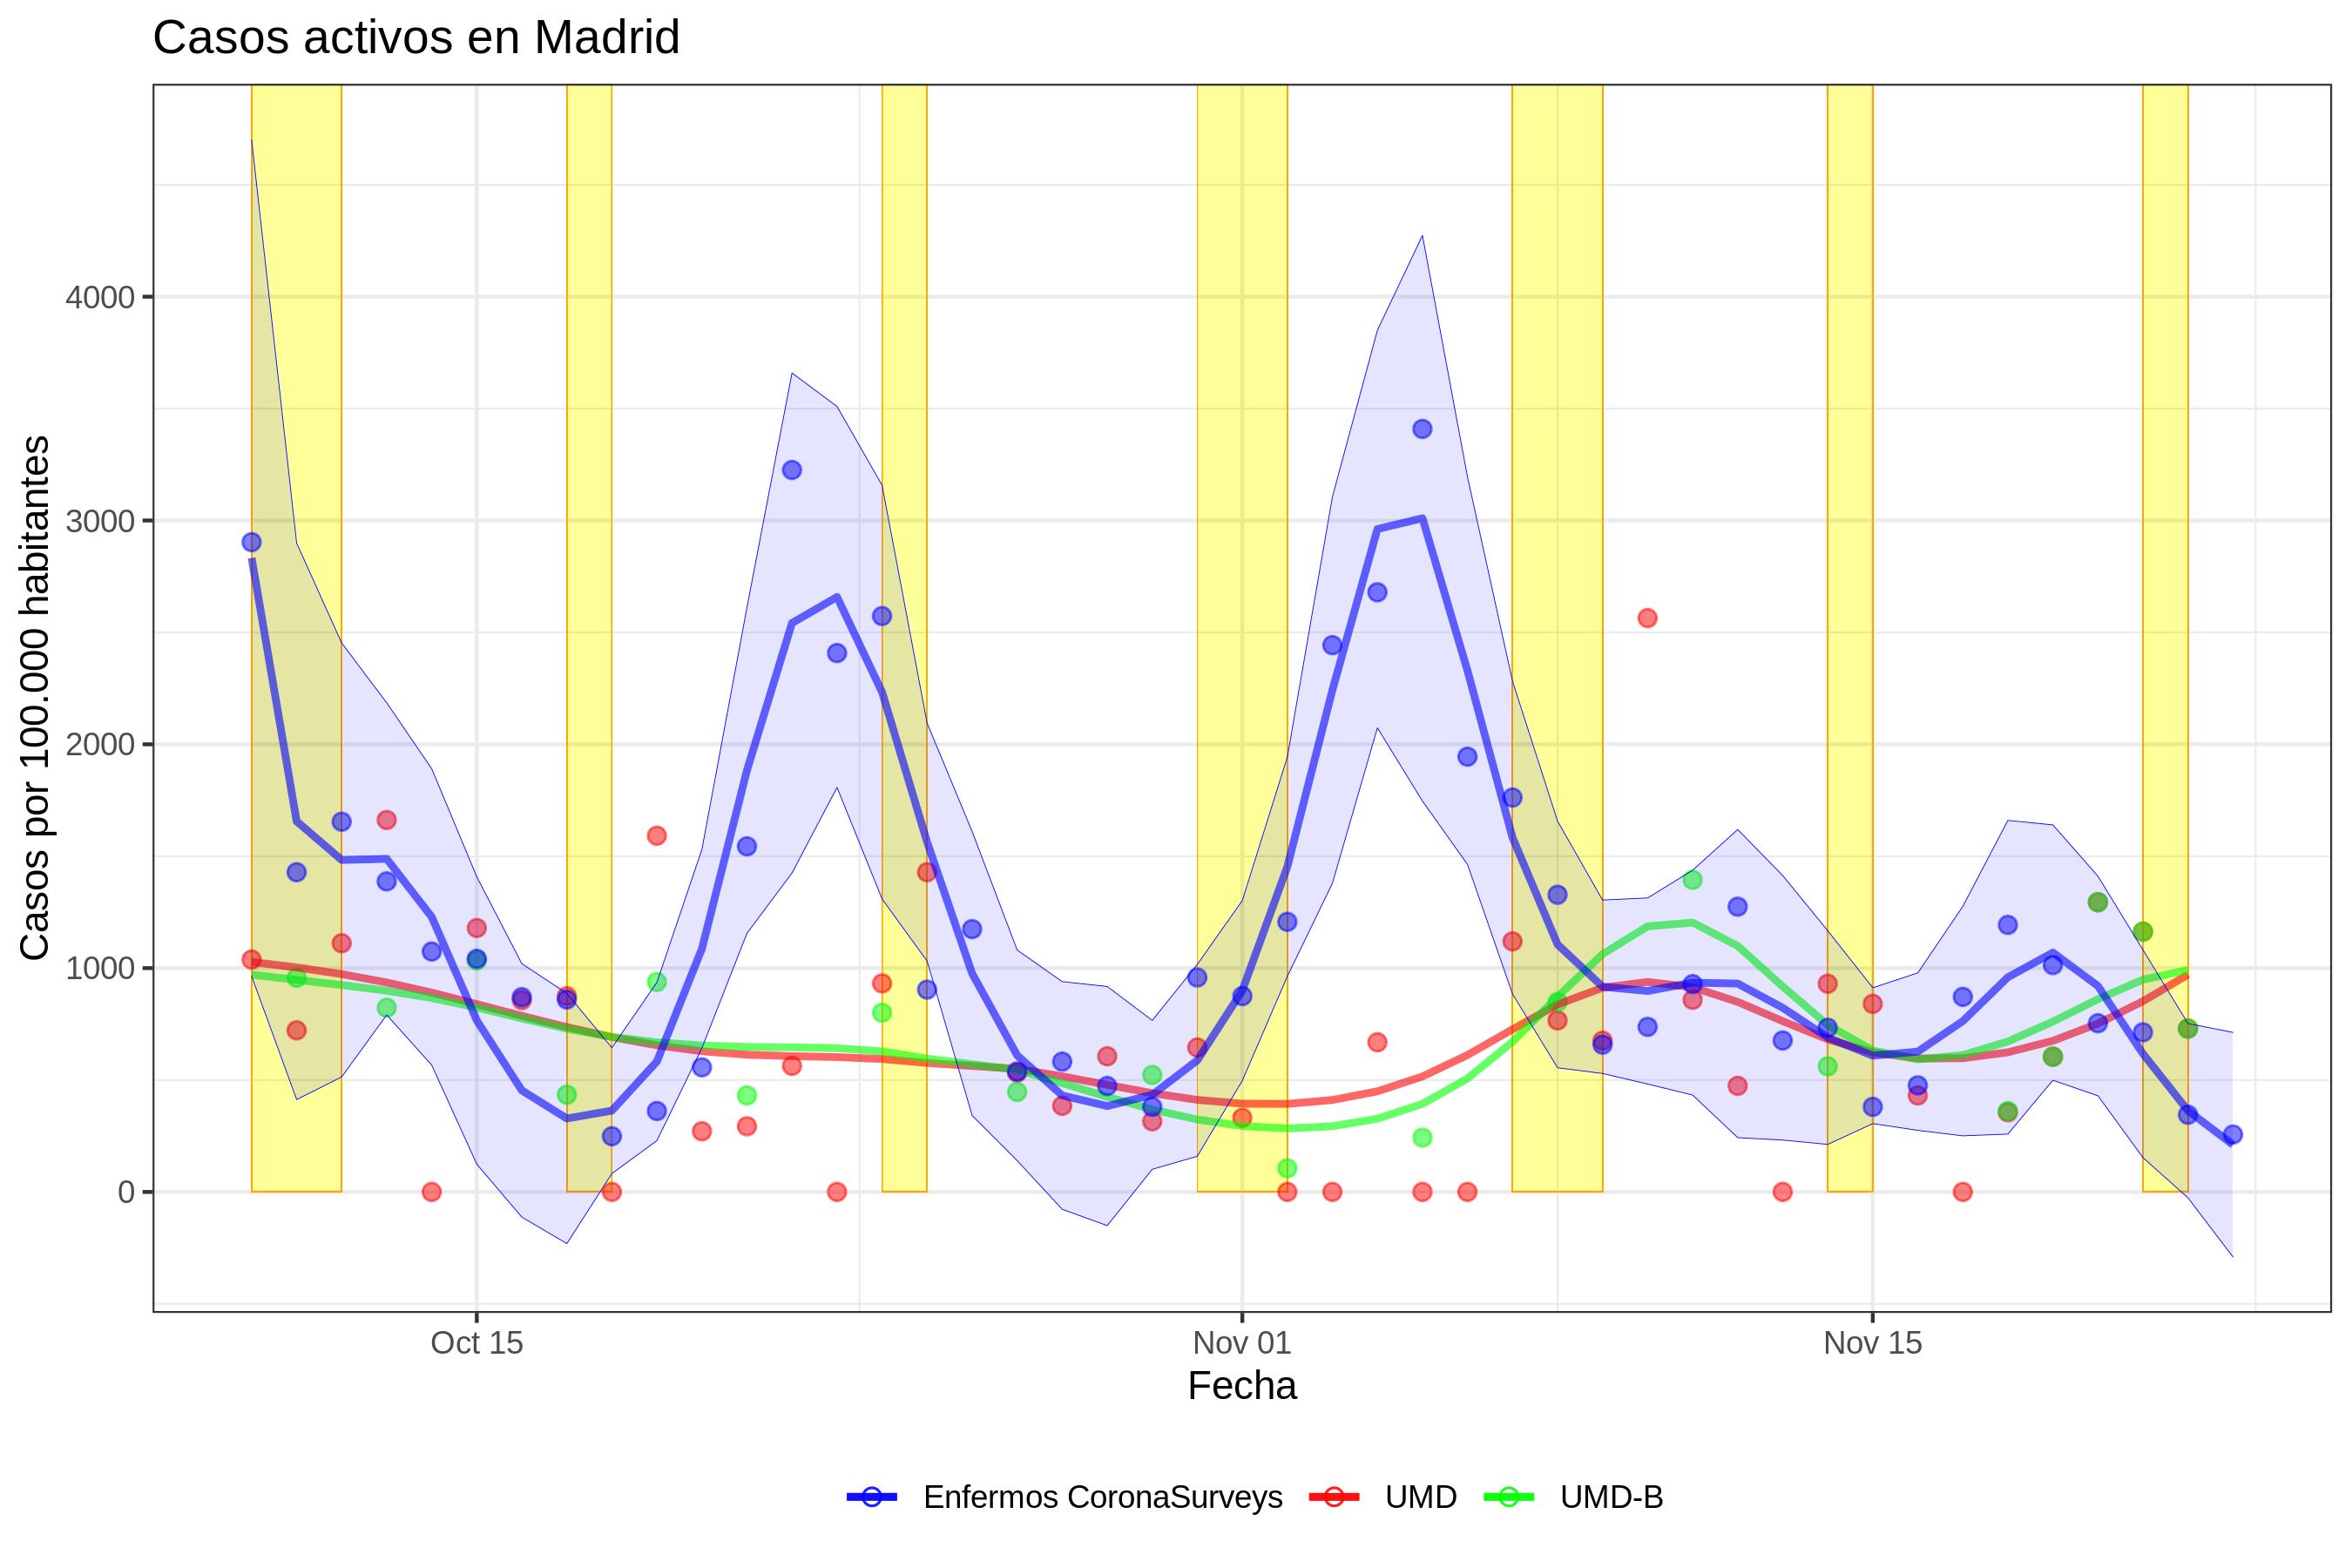 Casos activos en Madrid
Casos por 100.000 habitantes
4000
3000
2000
1000
0
Oct 15
Nov 01
Nov 15
Fecha
Enfermos CoronaSurveys
UMD
UMD-B